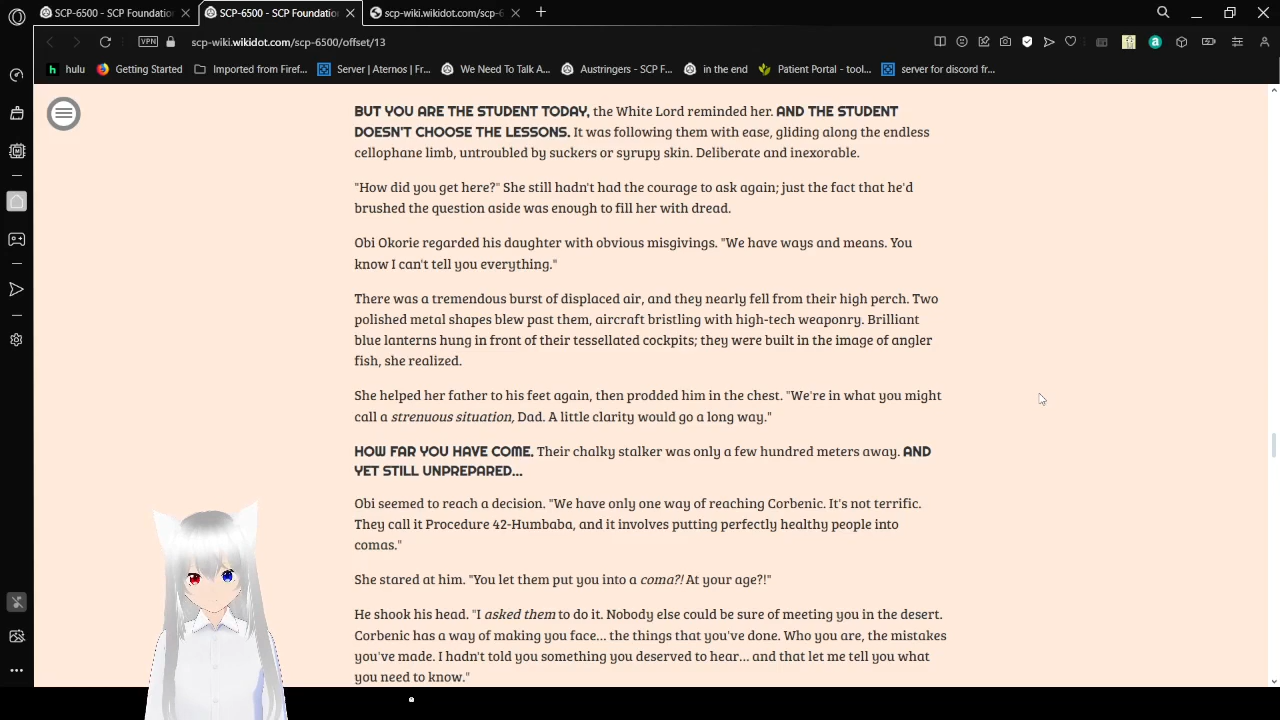 SCP-6500 - SCP Foundation
SCP-6500 - SCP Foundation
scp-wiki.wikidot.com/scp-6
VPN
scp-wiki.wikidot.com/scp-6500/offset/13
hulu
Getting Started
Imported from Firef...
Server | Aternos | Fr...
We Need To Talk A...
Austringers - SCP F...
in the end
Patient Portal - tool...
server for discord fr...
BUT YOU ARE THE STUDENT TODAY, the White Lord reminded her. AND THE STUDENT
DOESN'T CHOOSE THE LESSONS. It was following them with ease, gliding along the endless
cellophane limb, untroubled by suckers or syrupy skin. Deliberate and inexorable.
"How did you get here?" She still hadn't had the courage to ask again; just the fact that he'd
brushed the question aside was enough to fill her with dread.
Obi Okorie regarded his daughter with obvious misgivings. "We have ways and means. You
know I can't tell you everything."
There was a tremendous burst of displaced air, and they nearly fell from their high perch. Two
polished metal shapes blew past them, aircraft bristling with high-tech weaponry. Brilliant
blue lanterns hung in front of their tessellated cockpits; they were built in the image of angler
fish, she realized.
She helped her father to his feet again, then prodded him in the chest. "We're in what you might
call a strenuous situation, Dad. A little clarity would go a long way."
HOW FAR YOU HAVE COME. Their chalky stalker was only a few hundred meters away. AND
YET STILL UNPREPARED...
Obi seemed to reach a decision. "We have only one way of reaching Corbenic. It's not terrific.
They call it Procedure 42-Humbaba, and it involves putting perfectly healthy people into
comas."
She stared at him. "You let them put you into a coma?! At your age?!"
He shook his head. "I asked them to do it. Nobody else could be sure of meeting you in the desert.
Corbenic has a way of making you face... the things that you've done. Who you are, the mistakes
you've made. I hadn't told you something you deserved to hear... and that let me tell you what
you need to know."